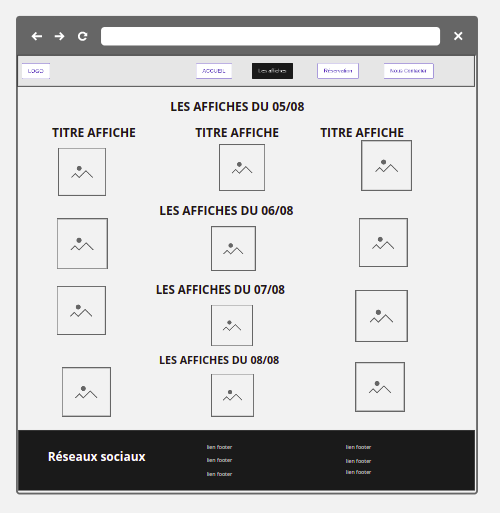 LOGO
ACCUEIL
Les affiches
Réservation
Nous Contacter
LES AFFICHES DU 05/08
TITRE AFFICHE
TITRE AFFICHE
TITRE AFFICHE
LES AFFICHES DU 06/08
LES AFFICHES DU 07/08
LES AFFICHES DU 08/08
Réseaux sociaux
lien footer
lien footer
lien footer
lien footer
lien footer
lien footer